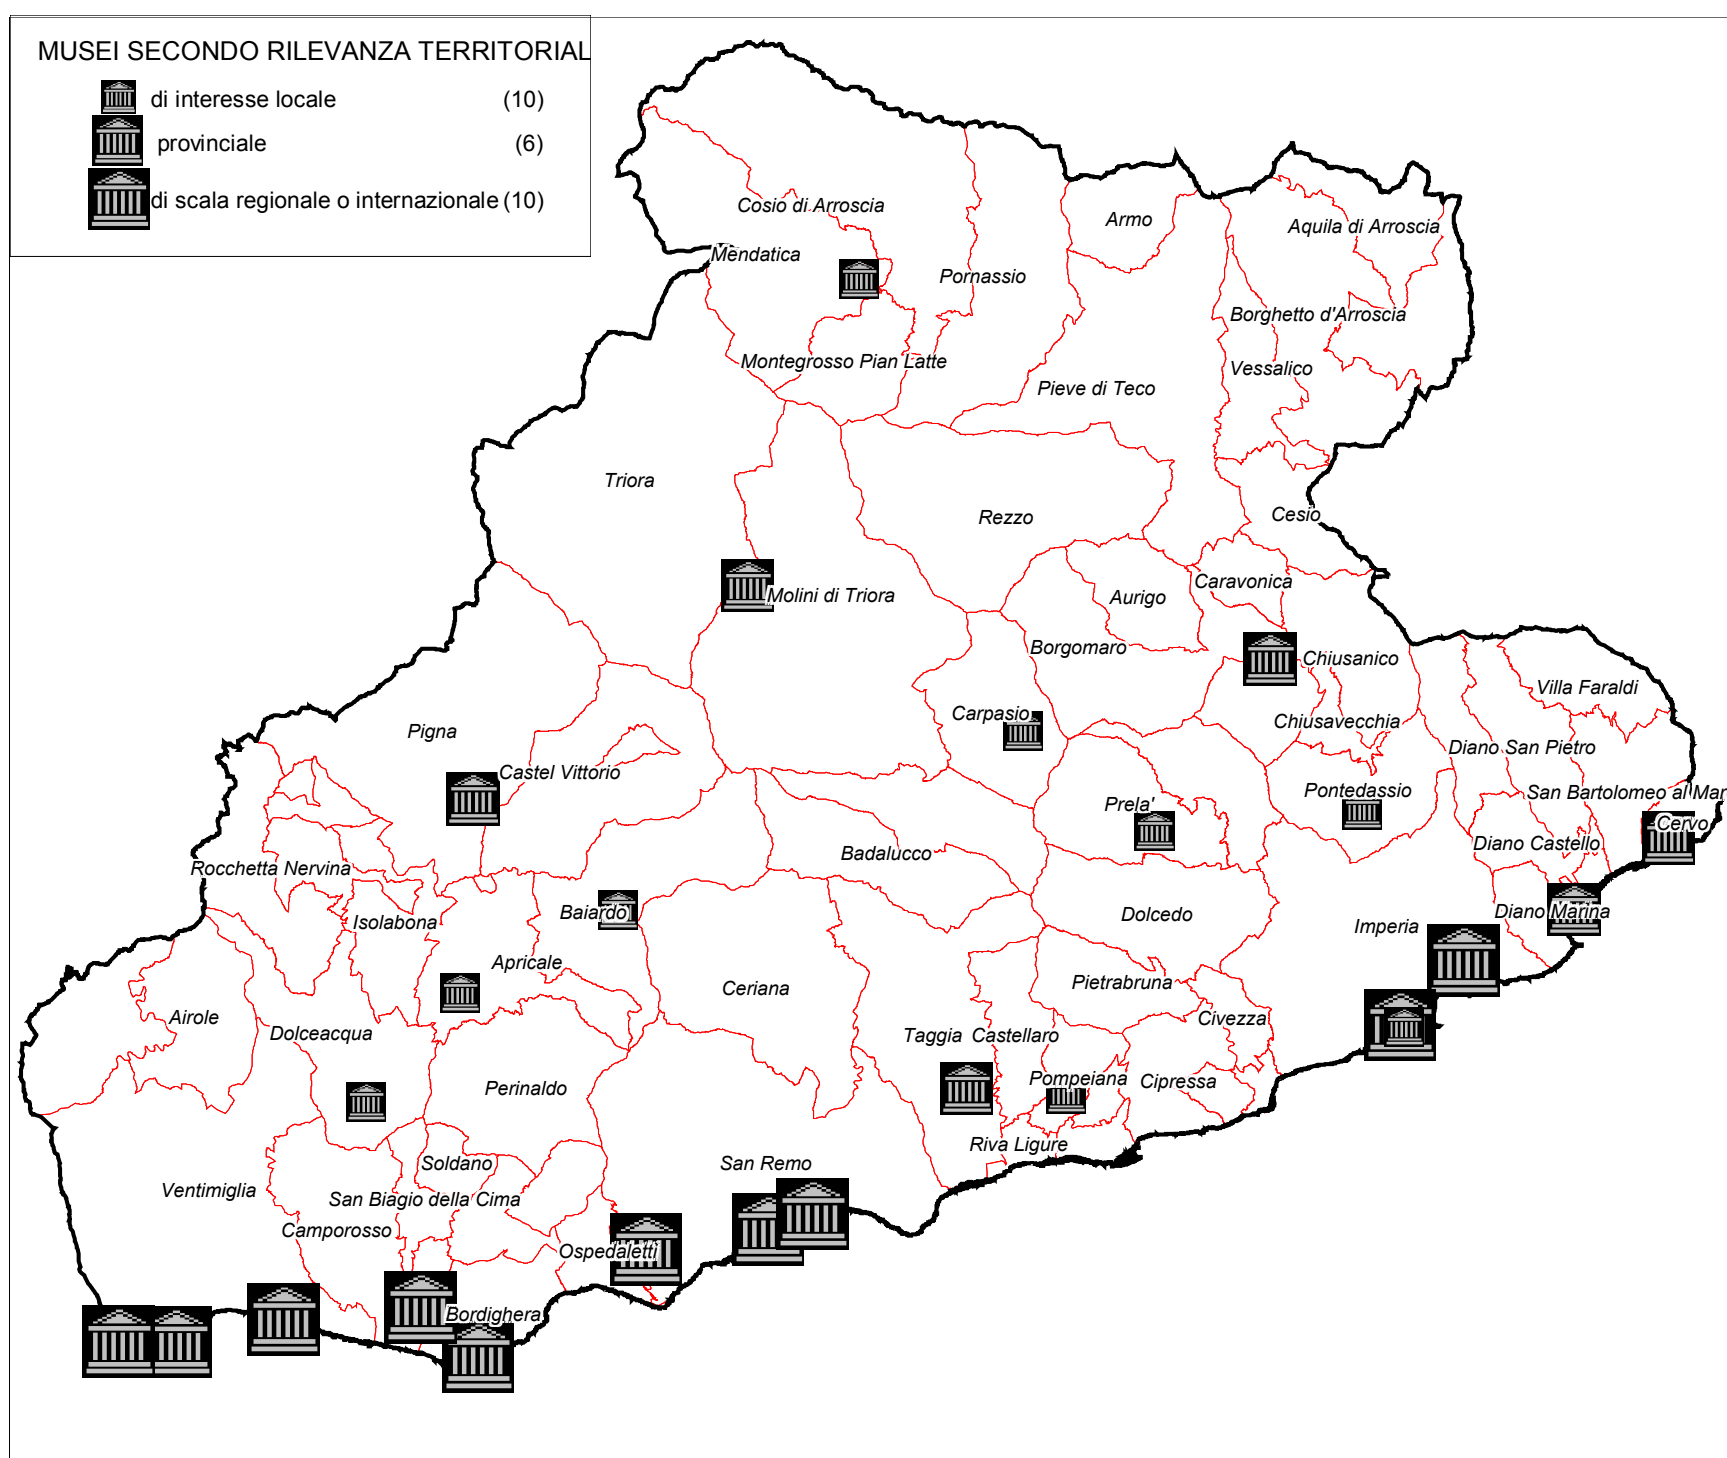 MUSEI SECONDO RILEVANZA TERRITORIAL
di interesse locale (10)
provinciale (6)
di scala regionale o internazionale (10)
Cosio di Arroscia
Armo
Aquila di Arroscia
Mendatica
Pornassio
Borghetto d'Arroscia
Montegrosso Pian Latte
Vessalico
Pieve di Teco
Triora
Rezzo
Cesio
Molini di Triora
Aurigo
Caravonica
Borgomaro
Chiusanico
Villa Faraldi
Carpasio
Chiusavecchia
Pigna
Diano San Pietro
Castel Vittorio
Prela'
Pontedassio
San Bartolomeo al Mar
Cervo
Rocchetta Nervina
Badalucco
Diano Castello
Isolabona
Baiardo
Dolcedo
Imperia
Diano Marina
Apricale
Ceriana
Pietrabruna
Airole
Dolceacqua
Taggia
Castellaro
Civezza
Perinaldo
Pompeiana
Cipressa
Riva Ligure
Soldano
San Remo
Ventimiglia
San Biagio della Cima
Camporosso
Ospedaletti
Bordighera